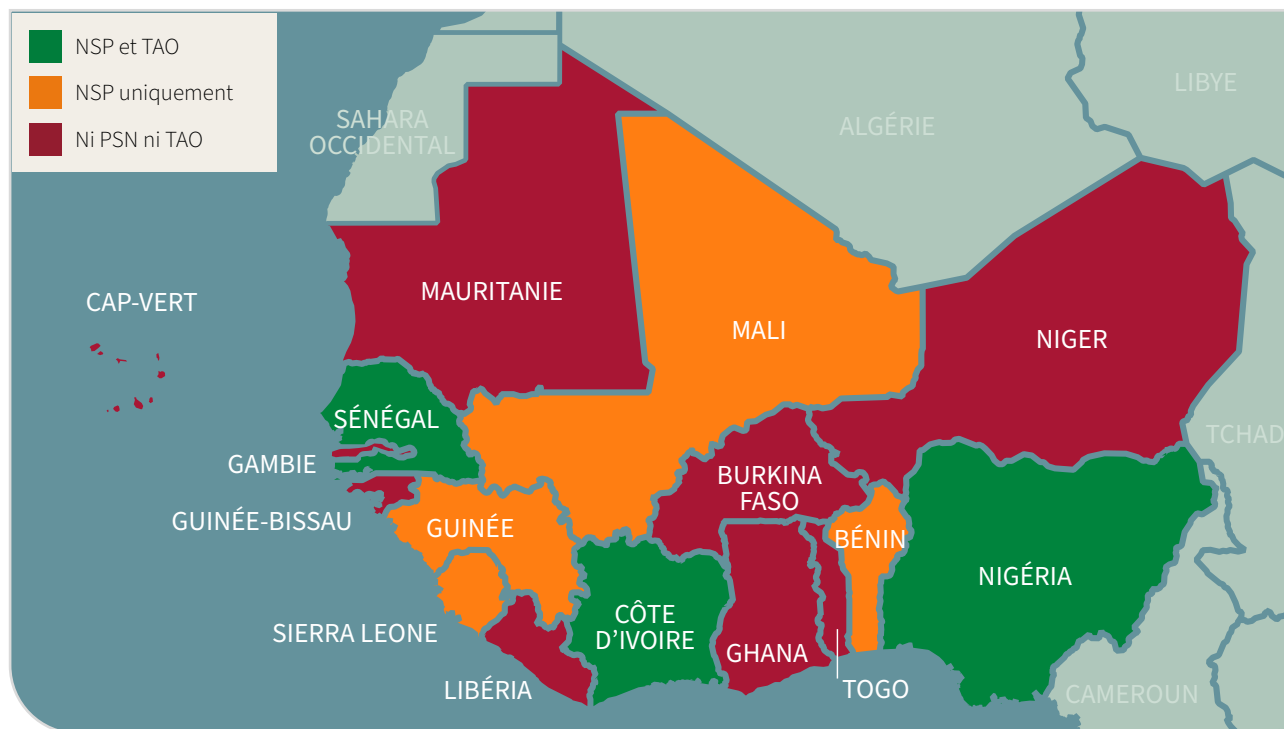 NSP et TAO
NSP uniquement
Ni PSN ni TAO
LIBYE
SAHARA
OCCIDENTAL
ALGÉRIE
MAURITANIE
CAP-VERT
MALI
NIGER
SÉNÉGAL
TCHAD
GAMBIE
BURKINA
FASO
GUINÉE-BISSAU
GUINÉE
BÉNIN
NIGÉRIA
CÔTE
D’IVOIRE
SIERRA LEONE
GHANA
LIBÉRIA
TOGO
CAMEROUN